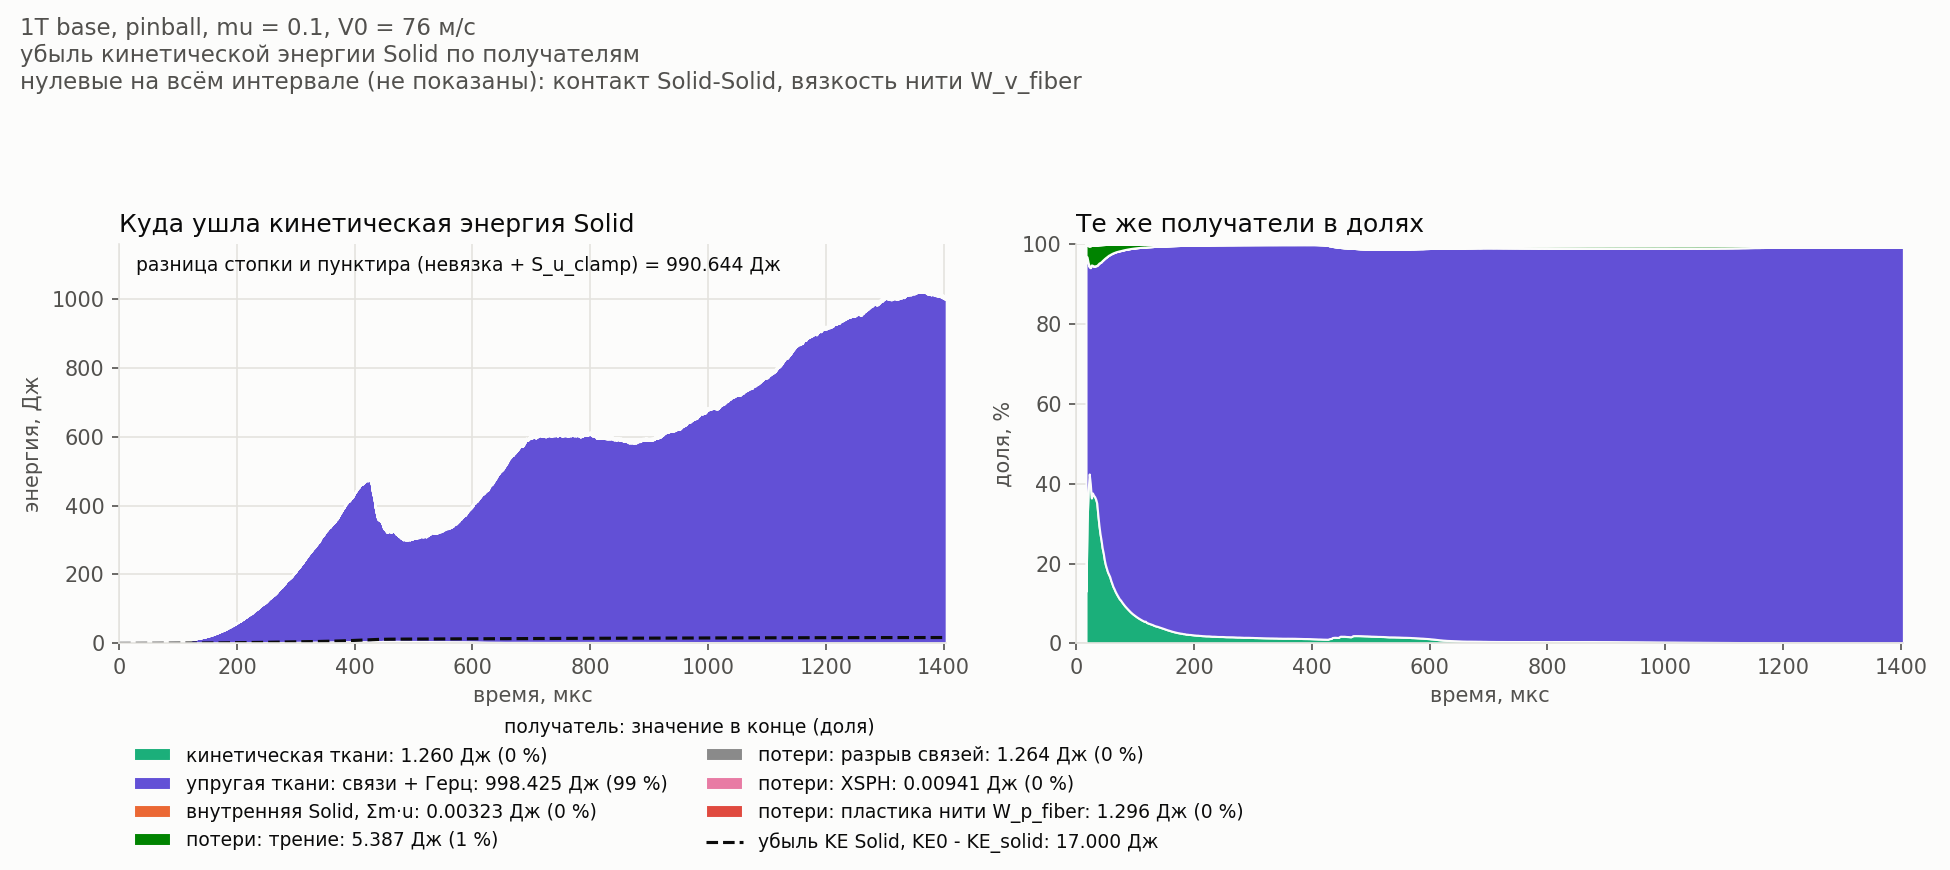 1T base, pinball, mu = 0.1, V0 = 76 м/с
убыль кинетической энергии Solid по получателям
нулевые на всём интервале (не показаны): контакт Solid-Solid, вязкость нити W_v_fiber
Куда ушла кинетическая энергия Solid
разница стопки и пунктира (невязка + S_u_clamp) = 990.644 Дж
энергия, Дж
1000
800
600
400
200
0
0 200 400 600 800 1000 1200 1400
время, мкс
Те же получатели в долях
доля, %
100
80
60
40
20
0
0 200 400 600 800 1000 1200 1400
время, мкс
получатель: значение в конце (доля)
кинетическая ткани: 1.260 Дж (0 %)
упругая ткани: связи + Герц: 998.425 Дж (99 %)
внутренняя Solid, Σm·u: 0.00323 Дж (0 %)
потери: трение: 5.387 Дж (1 %)
потери: разрыв связей: 1.264 Дж (0 %)
потери: XSPH: 0.00941 Дж (0 %)
потери: пластика нити W_p_fiber: 1.296 Дж (0 %)
убыль KE Solid, KE0 - KE_solid: 17.000 Дж